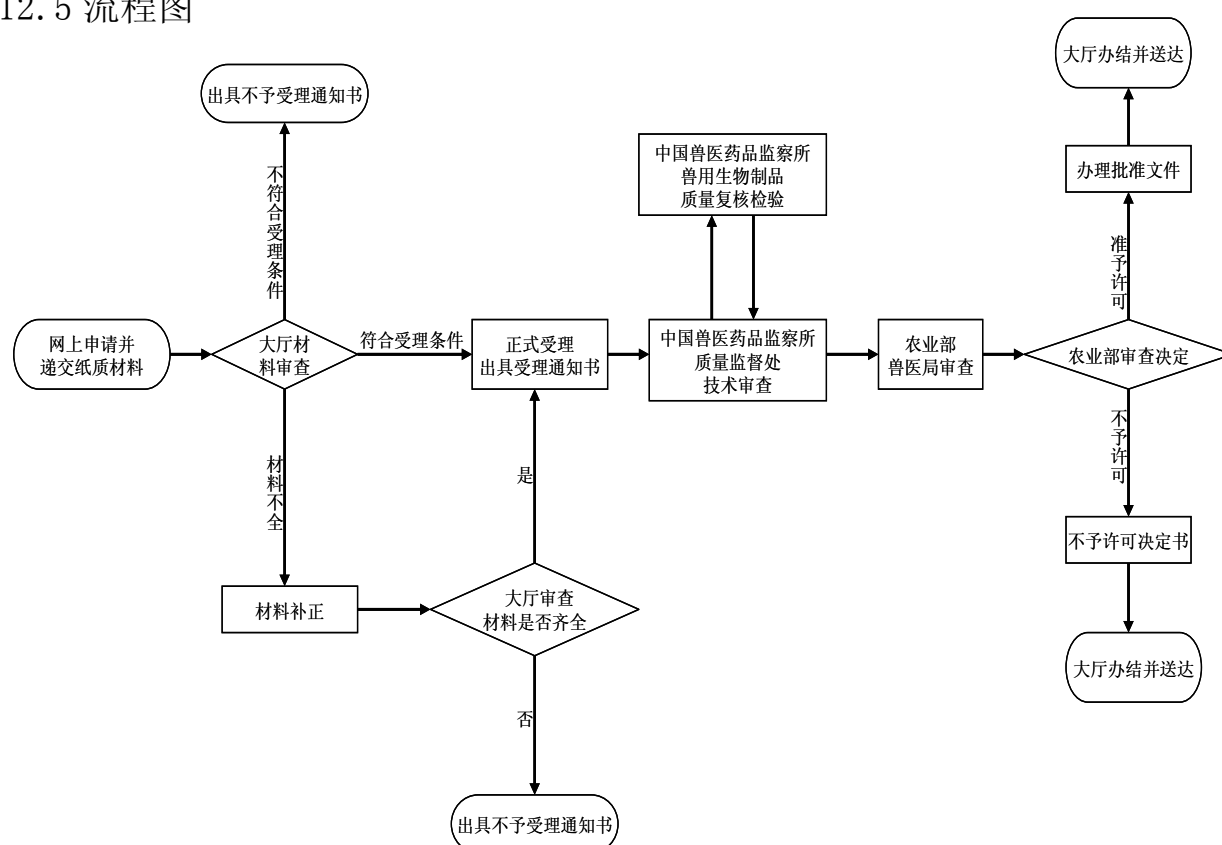 12.5 流程图
大厅办结并送达
出具不予受理通知书
中国兽医药品监察所
兽用生物制品
质量复核检验
办理批准文件
不符合受理条件
准予许可
网上申请并
递交纸质材料
大厅材
料审查
符合受理条件
正式受理
出具受理通知书
中国兽医药品监察所
质量监督处
技术审查
农业部
兽医局审查
农业部审查决定
不予许可
材料不全
是
不予许可决定书
材料补正
大厅审查
材料是否齐全
大厅办结并送达
否
出具不予受理通知书